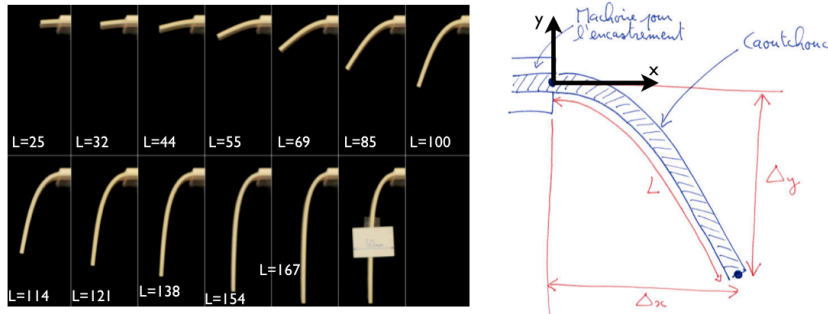 L=25
L=32
L=44
L=55
L=69
L=85
L=100
L=114
L=121
L=138
L=154
L=167
y
x
Machoire pour
l'encastrement
Caoutchouc
L
Δy
Δx